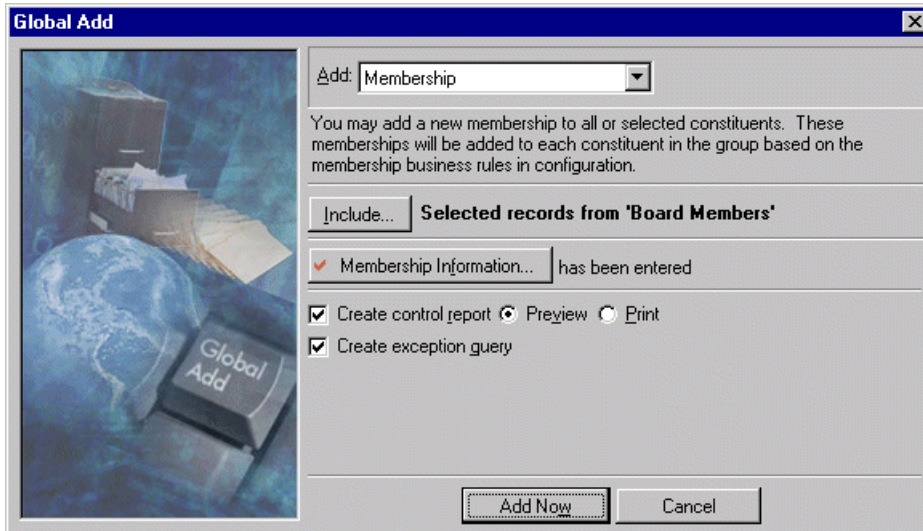 Global Add
Add: Membership
You may add a new membership to all or selected constituents. These
memberships will be added to each constituent in the group based on the
membership business rules in configuration.
Include... Selected records from 'Board Members'
Membership Information... has been entered
Create control report Preview Print
Create exception query
Global
Add
Add Now Cancel